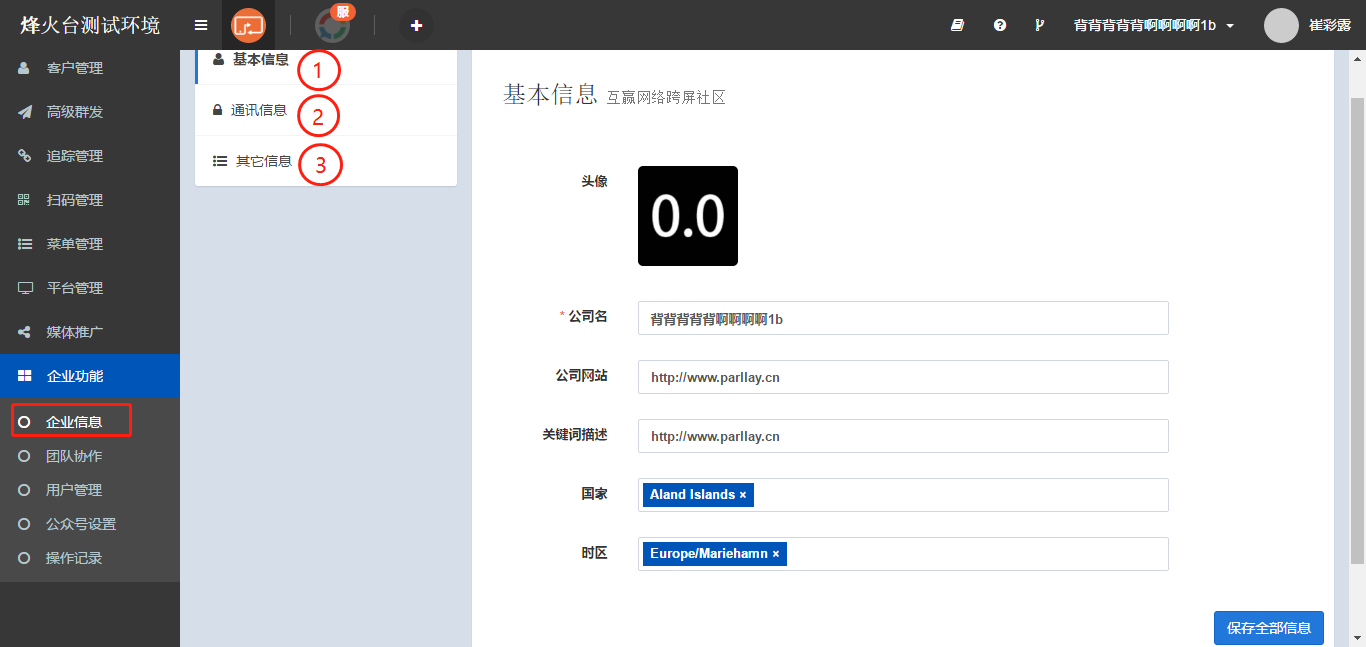 烽火台测试环境
服
背背背背背啊啊啊啊1b
崔彩露
客户管理
高级群发
追踪管理
扫码管理
菜单管理
平台管理
媒体推广
企业功能
企业信息
团队协作
用户管理
公众号设置
操作记录
基本信息
1
通讯信息
2
其它信息
3
基本信息 互赢网络跨屏社区
头像
0.0
* 公司名
背背背背背啊啊啊啊1b
公司网站
http://www.parllay.cn
关键词描述
http://www.parllay.cn
国家
Aland Islands ×
时区
Europe/Mariehamn ×
保存全部信息